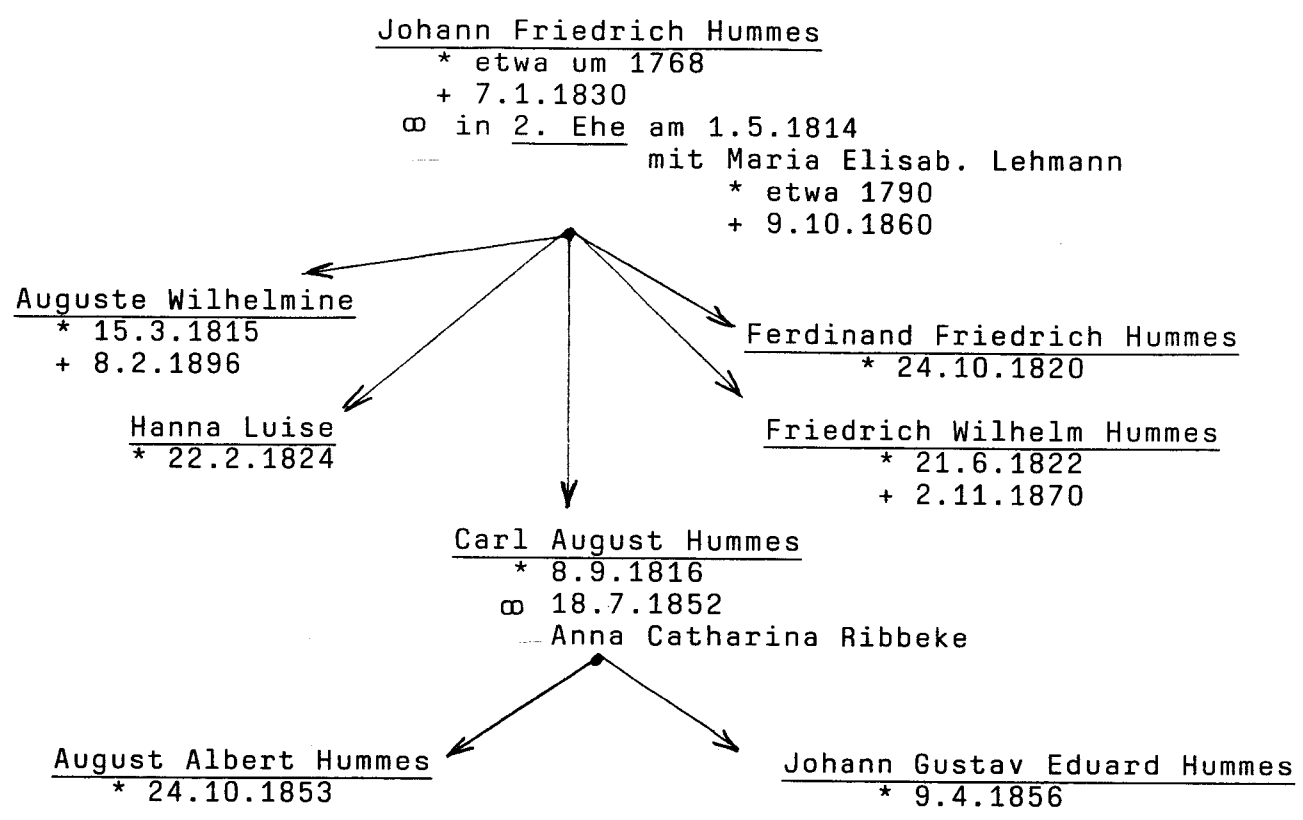 Johann Friedrich Hummes
* etwa um 1768
+ 7.1.1830
∞ in 2. Ehe am 1.5.1814
mit Maria Elisab. Lehmann
* etwa 1790
+ 9.10.1860
Auguste Wilhelmine
* 15.3.1815
+ 8.2.1896
Ferdinand Friedrich Hummes
* 24.10.1820
Hanna Luise
* 22.2.1824
Friedrich Wilhelm Hummes
* 21.6.1822
+ 2.11.1870
Carl August Hummes
* 8.9.1816
∞ 18.7.1852
Anna Catharina Ribbeke
August Albert Hummes
* 24.10.1853
Johann Gustav Eduard Hummes
* 9.4.1856